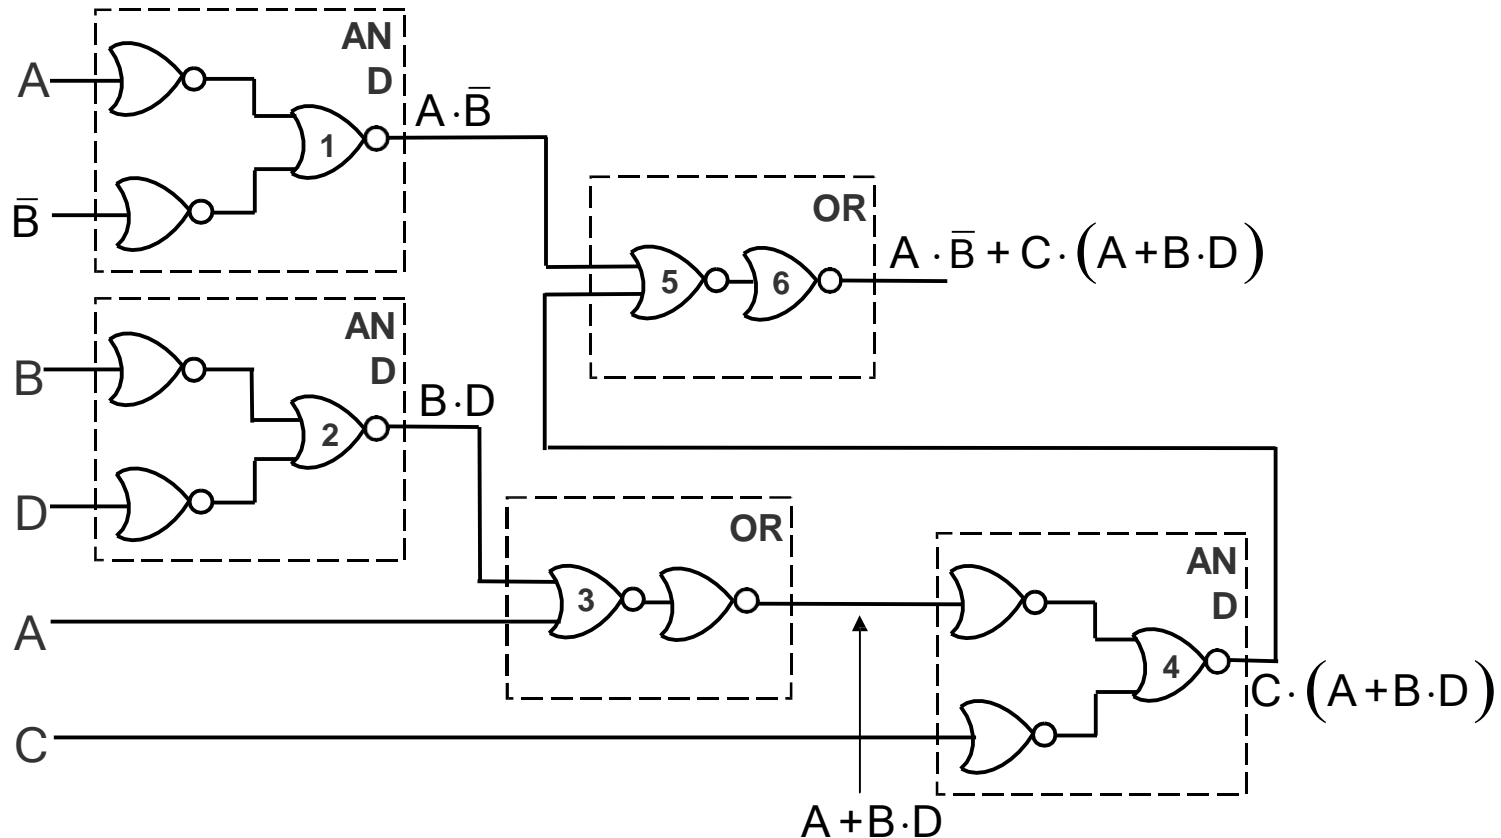 AN
D
A
1
A·B̅
B̅
OR
5
6
A·B̅+C·(A+B·D)
AN
D
B
2
B·D
D
OR
3
A
AN
D
4
C·(A+B·D)
C
A+B·D